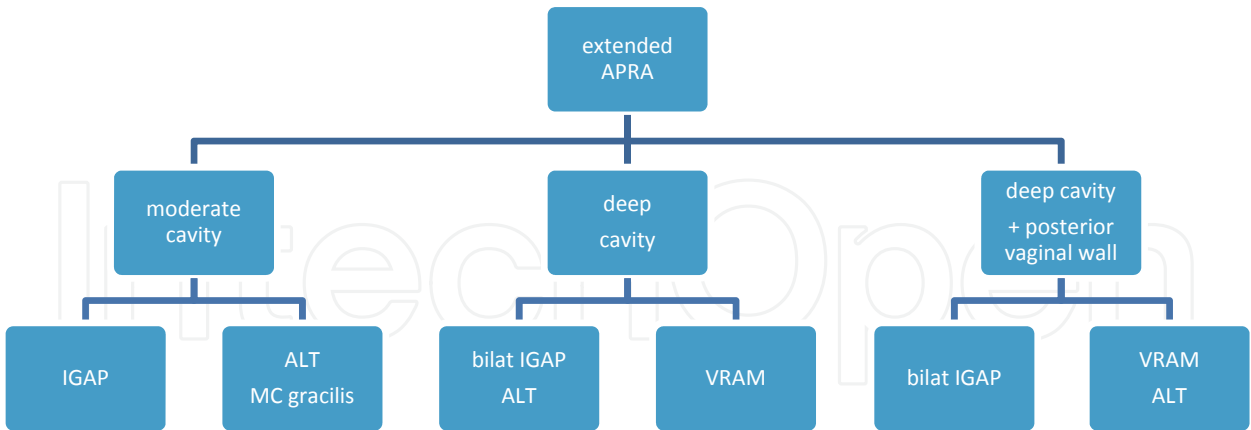 extended
APRA
moderate
cavity
deep
cavity
deep cavity
+ posterior
vaginal wall
IGAP
ALT
MC gracilis
bilat IGAP
ALT
VRAM
bilat IGAP
VRAM
ALT
IntechOpen